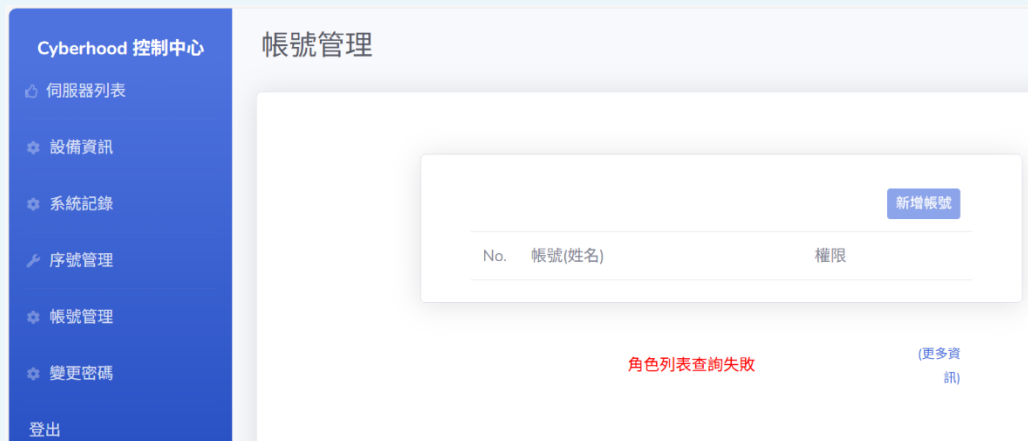 Cyberhood 控制中心
伺服器列表
設備資訊
系統記錄
序號管理
帳號管理
變更密碼
登出
帳號管理
新增帳號
No. 帳號(姓名) 權限
角色列表查詢失敗
(更多資
訊)